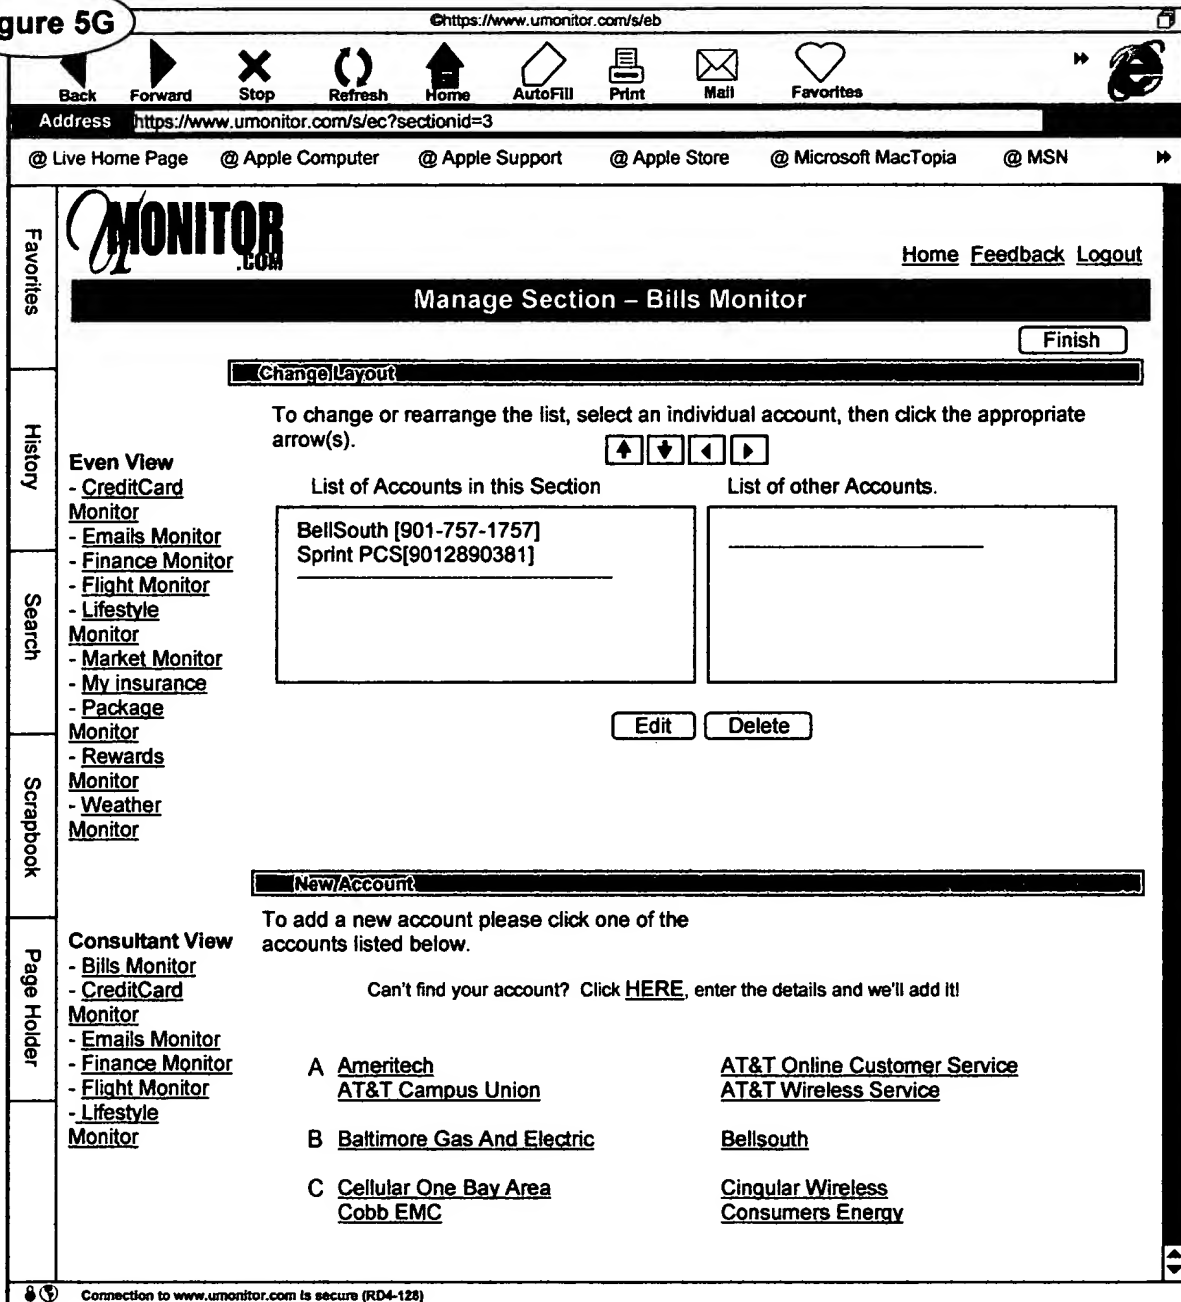 gure 5G
©https://www.umonitor.com/s/eb
Back Forward Stop Refresh Home AutoFill Print Mail Favorites
Address https://www.umonitor.com/s/ec?sectionid=3
@ Live Home Page @ Apple Computer @ Apple Support @ Apple Store @ Microsoft MacTopia @ MSN
Favorites
History
Search
Scrapbook
Page Holder
UMONITOR
.COM
Home Feedback Logout
Manage Section – Bills Monitor
Finish
Change Layout
To change or rearrange the list, select an individual account, then click the appropriate
arrow(s).
List of Accounts in this Section
List of other Accounts.
BellSouth [901-757-1757]
Sprint PCS[9012890381]
Edit Delete
Even View
- CreditCard
Monitor
- Emails Monitor
- Finance Monitor
- Flight Monitor
- Lifestyle
Monitor
- Market Monitor
- My insurance
- Package
Monitor
- Rewards
Monitor
- Weather
Monitor
New Account
To add a new account please click one of the
accounts listed below.
Can't find your account? Click HERE, enter the details and we'll add it!
Consultant View
- Bills Monitor
- CreditCard
Monitor
- Emails Monitor
- Finance Monitor
- Flight Monitor
- Lifestyle
Monitor
A Ameritech AT&T Online Customer Service
AT&T Campus Union AT&T Wireless Service
B Baltimore Gas And Electric Bellsouth
C Cellular One Bay Area Cingular Wireless
Cobb EMC Consumers Energy
Connection to www.umonitor.com is secure (RD4-128)